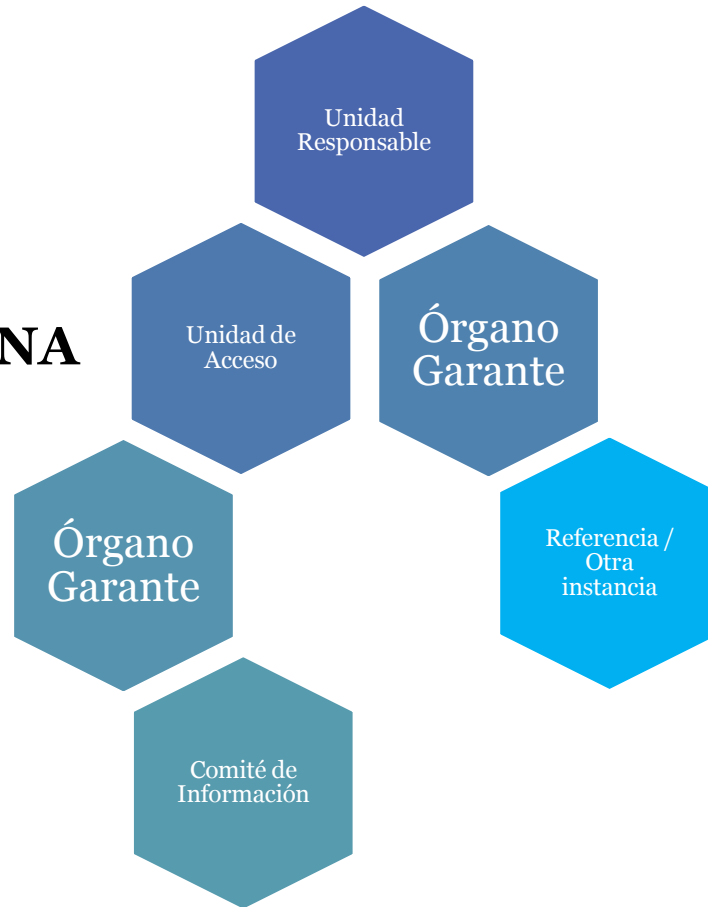 Unidad
Responsable
Unidad de
Acceso
Órgano
Garante
NA
Órgano
Garante
Referencia /
Otra
instancia
Comité de
Información